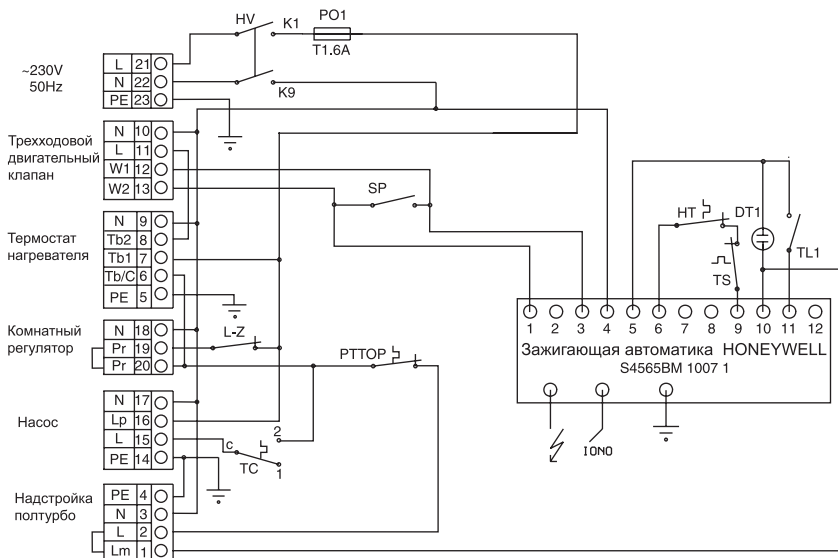 HV
K1
PO1
T1.6A
K9
~230V
50Hz
L 21
N 22
PE 23
Трехходовой
двигательный
клапан
N 10
L 11
W1 12
W2 13
SP
Термостат
нагревателя
N 9
Tb2 8
Tb1 7
Tb/C 6
PE 5
HT
DT1
TS
TL1
Комнатный
регулятор
N 18
Pr 19
Pr 20
L-Z
PTTOP
1 2 3 4 5 6 7 8 9 10 11 12
Зажигающая автоматика HONEYWELL
S4565BM 1007 1
IONO
Насос
N 17
Lp 16
L 15
PE 14
c
2
1
TC
Надстройка
полтурбо
PE 4
N 3
L 2
Lm 1